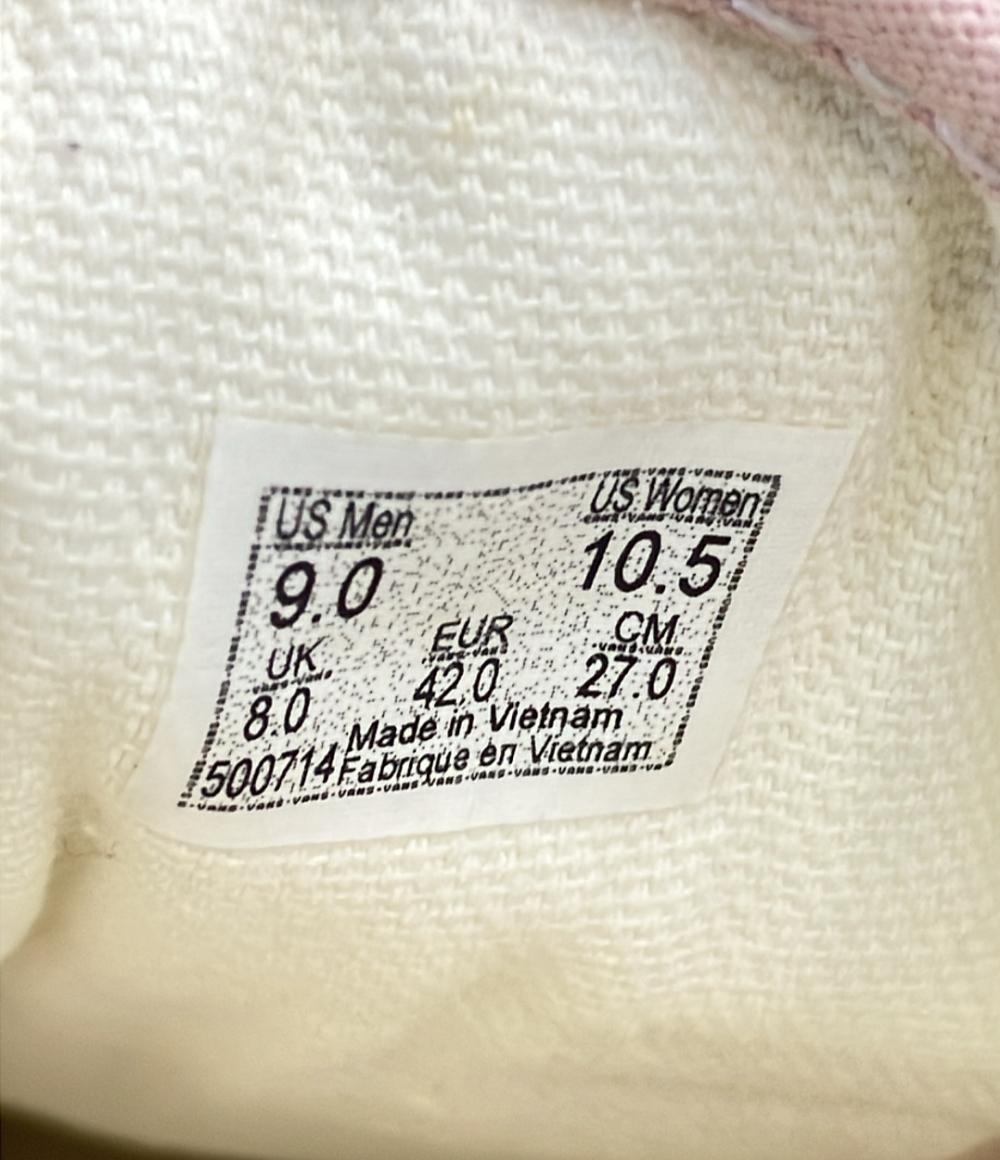 US Men US Women
9.0 10.5
UK EUR CM
8.0 42.0 27.0
Made in Vietnam
500714 Fabrique en Vietnam